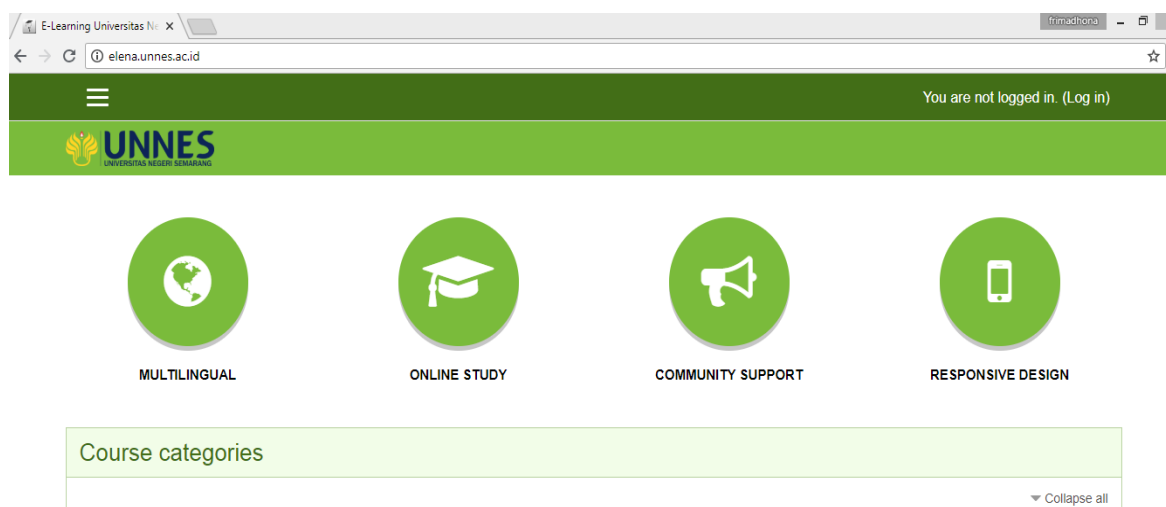 E-Learning Universitas Ne
frimadhona
elena.unnes.ac.id
You are not logged in. (Log in)
UNNES
UNIVERSITAS NEGERI SEMARANG
MULTILINGUAL
ONLINE STUDY
COMMUNITY SUPPORT
RESPONSIVE DESIGN
Course categories
Collapse all